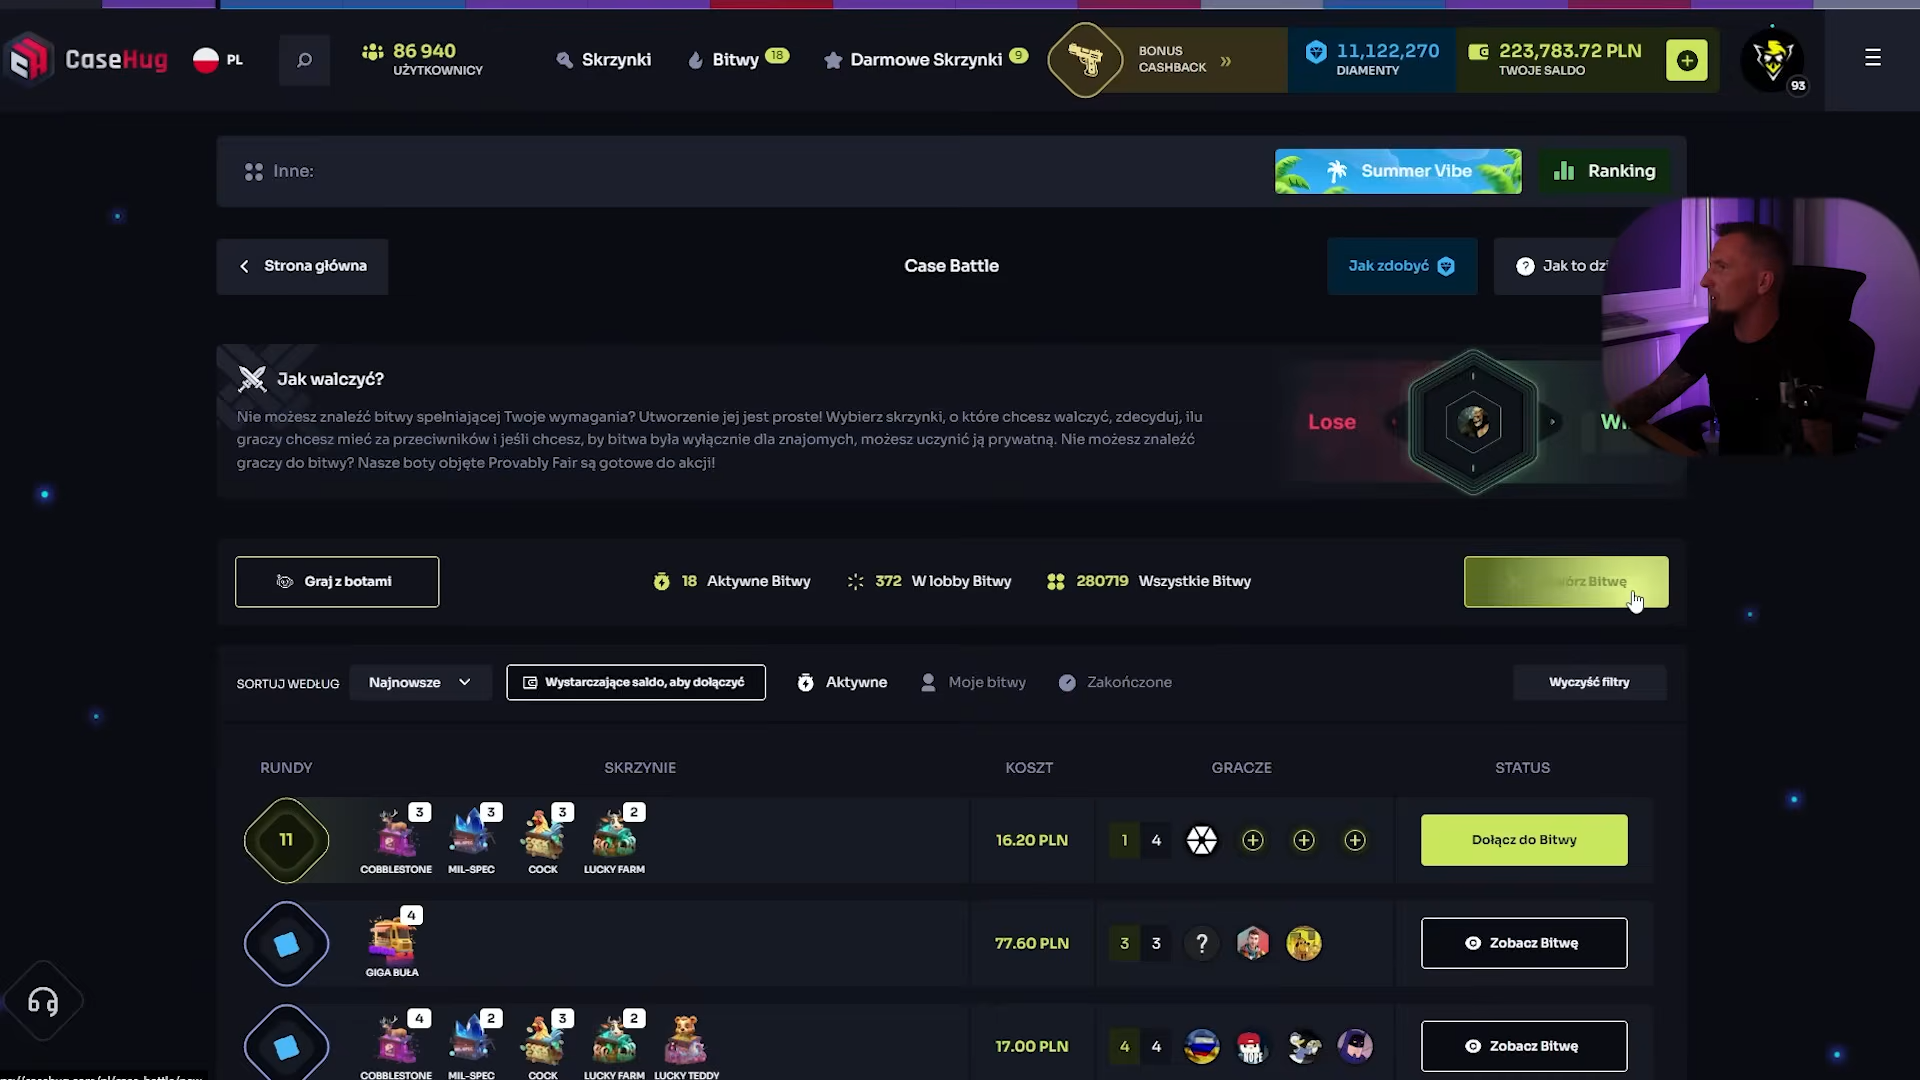 CaseHug
PL
86 940
UŻYTKOWNICY
Skrzynki
Bitwy 18
Darmowe Skrzynki 9
BONUS
CASHBACK »
11,122,270
DIAMENTY
223,783.72 PLN
TWOJE SALDO
93
Inne:
Summer Vibe
Ranking
Strona główna
Case Battle
Jak zdobyć
Jak to
Jak walczyć?
Nie możesz znaleźć bitwy spełniającej Twoje wymagania? Utworzenie jej jest proste! Wybierz skrzynki, o które chcesz walczyć, zdecyduj, ilu
graczy chcesz mieć za przeciwników i jeśli chcesz, by bitwa była wyłącznie dla znajomych, możesz uczynić ją prywatną. Nie możesz znaleźć
graczy do bitwy? Nasze boty objęte Provably Fair są gotowe do akcji!
Lose
Graj z botami
18 Aktywne Bitwy
372 W lobby Bitwy
280719 Wszystkie Bitwy
Bitwę
SORTUJ WEDŁUG
Najnowsze
Wystarczające saldo, aby dołączyć
Aktywne
Moje bitwy
Zakończone
Wyczyść filtry
RUNDY
SKRZYNIE
KOSZT
GRACZE
STATUS
11
3
3
3
2
COBBLESTONE
MIL-SPEC
COCK
LUCKY FARM
16.20 PLN
1 4
Dołącz do Bitwy
4
GIGA BUŁA
77.60 PLN
3 3
?
Zobacz Bitwę
4
2
3
2
COBBLESTONE
MIL-SPEC
COCK
LUCKY FARM
LUCKY TEDDY
17.00 PLN
4 4
NOPE
Zobacz Bitwę